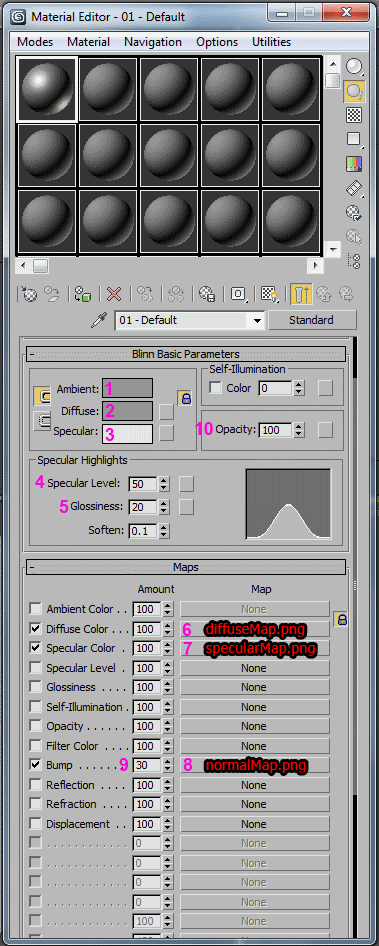 Material Editor - 01 - Default
Modes Material Navigation Options Utilities
01 - Default Standard
- Blinn Basic Parameters
Self-Illumination
Ambient: 1
Color 0
Diffuse: 2
Specular: 3
10 Opacity: 100
Specular Highlights
4 Specular Level: 50
5 Glossiness: 20
Soften: 0.1
- Maps
Amount Map
Ambient Color . . . 100 None
Diffuse Color . . . 100 6 diffuseMap.png
Specular Color . 100 7 specularMap.png
Specular Level . 100 None
Glossiness . . . . 100 None
Self-Illumination . 100 None
Opacity . . . . . . 100 None
Filter Color . . . . 100 None
Bump . . . . . . . 9 30 8 normalMap.png
Reflection . . . . 100 None
Refraction . . . . 100 None
Displacement . . 100 None
. . . . . . . . . . . . 0 None
. . . . . . . . . . . . 0 None
. . . . . . . . . . . . 0 None
. . . . . . . . . . . . 0 None
. . . . . . . . . . . . 100 None
100 None